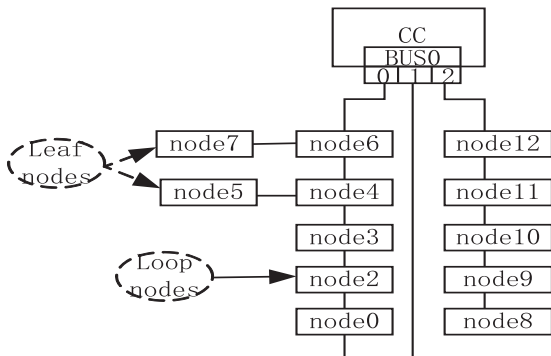 CC
BUS0
0 1 2
node7 node6 node12
Leaf
nodes
node5 node4 node11
node3 node10
Loop
nodes
node2 node9
node0 node8